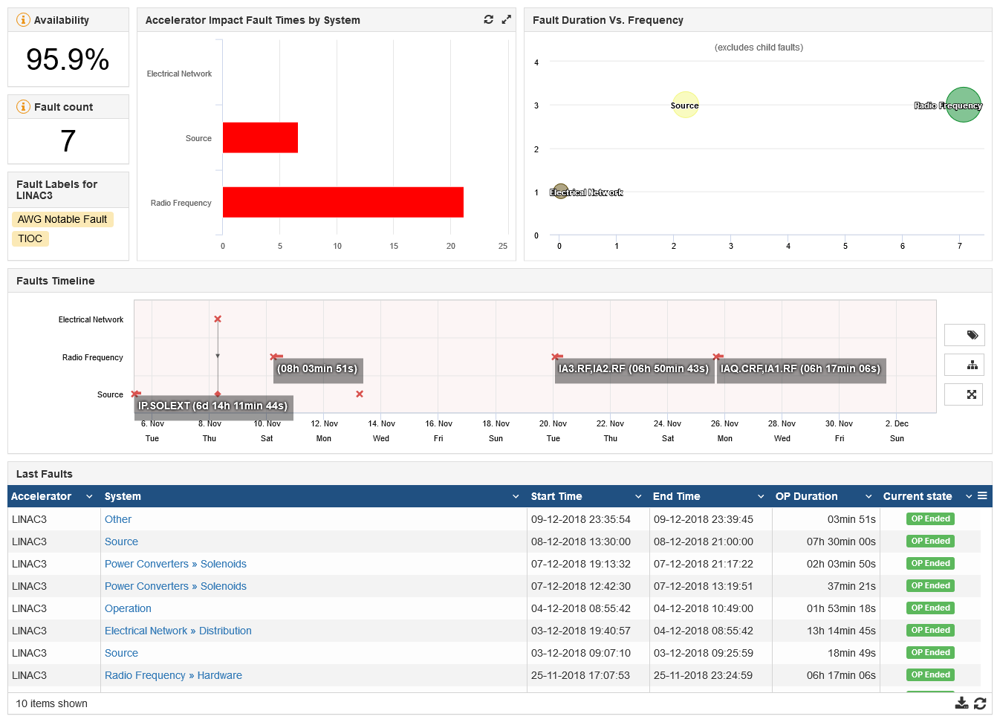 Availability
95.9%
Fault count
7
Fault Labels for
LINAC3
AWG Notable Fault
TIOC
Accelerator Impact Fault Times by System
Electrical Network
Source
Radio Frequency
0 5 10 15 20 25
Fault Duration Vs. Frequency
(excludes child faults)
4
3
2
1
0
Source
Radio Frequency
Electrical Network
0 1 2 3 4 5 6 7
Faults Timeline
Electrical Network
Radio Frequency
Source
(08h 03min 51s)
IA3.RF,IA2.RF (06h 50min 43s)
IAQ.CRF,IA1.RF (06h 17min 06s)
IP.SOLEXT (6d 14h 11min 44s)
6. Nov 8. Nov 10. Nov 12. Nov 14. Nov 16. Nov 18. Nov 20. Nov 22. Nov 24. Nov 26. Nov 28. Nov 30. Nov 2. Dec
Tue Thu Sat Mon Wed Fri Sun Tue Thu Sat Mon Wed Fri Sun
Last Faults
Accelerator System Start Time End Time OP Duration Current state
LINAC3 Other 09-12-2018 23:35:54 09-12-2018 23:39:45 03min 51s OP Ended
LINAC3 Source 08-12-2018 13:30:00 08-12-2018 21:00:00 07h 30min 00s OP Ended
LINAC3 Power Converters » Solenoids 07-12-2018 19:13:32 07-12-2018 21:17:22 02h 03min 50s OP Ended
LINAC3 Power Converters » Solenoids 07-12-2018 12:42:30 07-12-2018 13:19:51 37min 21s OP Ended
LINAC3 Operation 04-12-2018 08:55:42 04-12-2018 10:49:00 01h 53min 18s OP Ended
LINAC3 Electrical Network » Distribution 03-12-2018 19:40:57 04-12-2018 08:55:42 13h 14min 45s OP Ended
LINAC3 Source 03-12-2018 09:07:10 03-12-2018 09:25:59 18min 49s OP Ended
LINAC3 Radio Frequency » Hardware 25-11-2018 17:07:53 25-11-2018 23:24:59 06h 17min 06s OP Ended
10 items shown